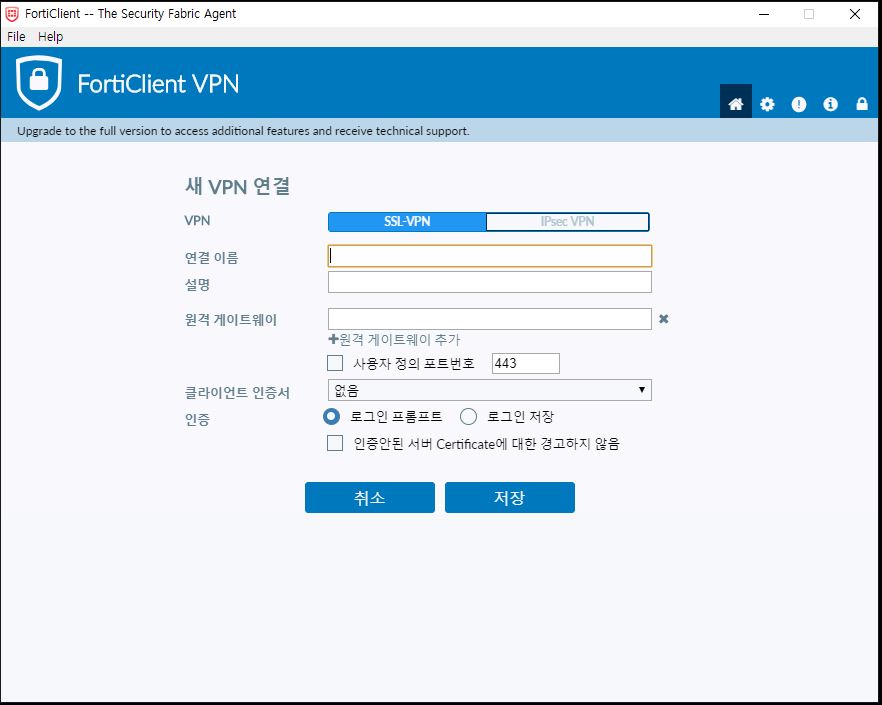 FortiClient -- The Security Fabric Agent
File Help
FortiClient VPN
Upgrade to the full version to access additional features and receive technical support.
새 VPN 연결
VPN SSL-VPN IPsec VPN
연결 이름
설명
원격 게이트웨이
+원격 게이트웨이 추가
사용자 정의 포트번호 443
클라이언트 인증서 없음
인증 로그인 프롬프트 로그인 저장
인증안된 서버 Certificate에 대한 경고하지 않음
취소 저장